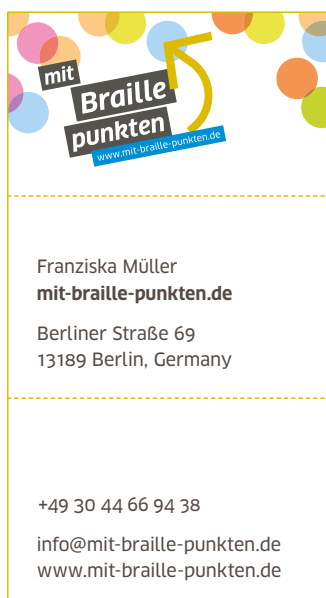 mit
Braille
punkten
www.mit-braille-punkten.de
Franziska Müller
mit-braille-punkten.de
Berliner Straße 69
13189 Berlin, Germany
+49 30 44 66 94 38
info@mit-braille-punkten.de
www.mit-braille-punkten.de